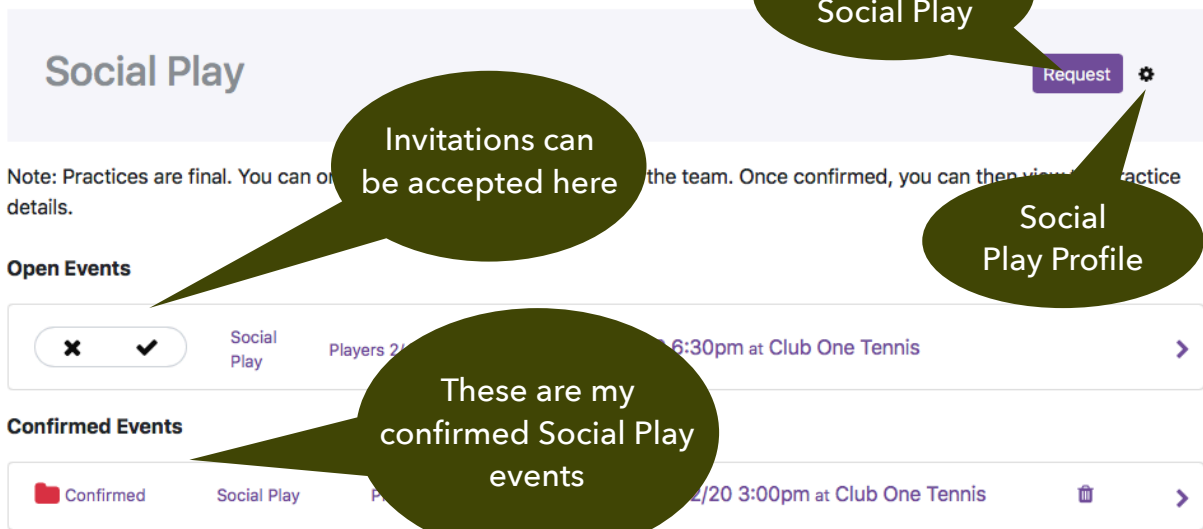 Social Play
Social Play
Request
Invitations can
be accepted here
Note: Practices are final. You can the team. Once confirmed, you can then
details.
Social
Play Profile
Open Events
Social
Play
Players 2/ 6:30pm at Club One Tennis
These are my
confirmed Social Play
events
Confirmed Events
Confirmed Social Play 2/20 3:00pm at Club One Tennis